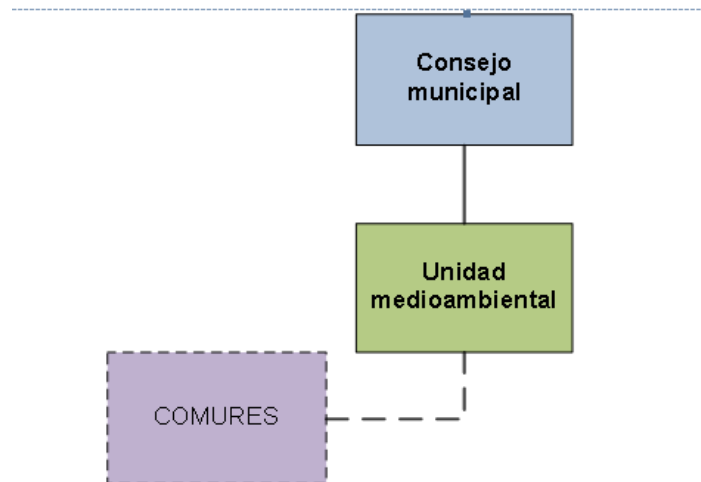 Consejo
municipal
Unidad
medioambiental
COMURES